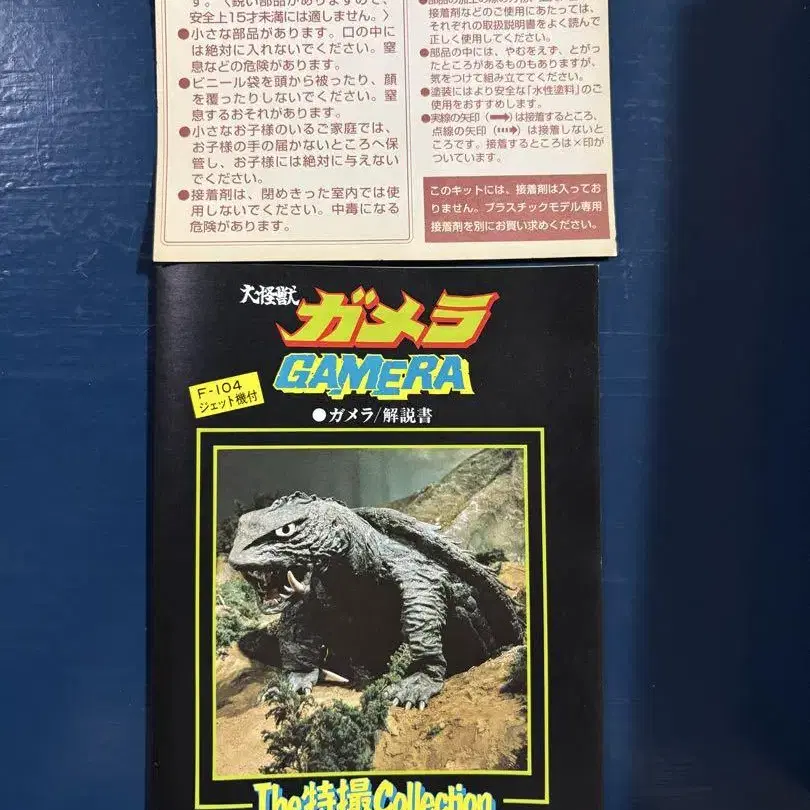 安全上15才未満には適しません。〉
●小さな部品があります。口の中に
は絶対に入れないでください。窒
息などの危険があります。
●ビニール袋を頭から被ったり、顔
を覆ったりしないでください。窒
息するおそれがあります。
●小さなお子様のいるご家庭では、
お子様の手の届かないところへ保
管し、お子様には絶対に与えない
でください。
●接着剤は、閉めきった室内では使
用しないでください。中毒になる
危険があります。
接着剤などのご使用にあたっては、
それぞれの取扱説明書をよく読んで
正しく使用してください。
●部品の中には、やむをえず、とがっ
たところがあるものもありますが、
気をつけて組み立ててください。
●塗装にはより安全な「水性塗料」のご
使用をおすすめします。
●実線の矢印(➡)は接着するところ、
点線の矢印(┅➡)は接着しないと
ころです。接着するところは×印が
ついています。
このキットには、接着剤は入ってお
りません。プラスチックモデル専用
接着剤を別にお買い求めください。
大怪獣
ガメラ
GAMERA
F-104
ジェット機付
●ガメラ/解説書
The特撮Collection